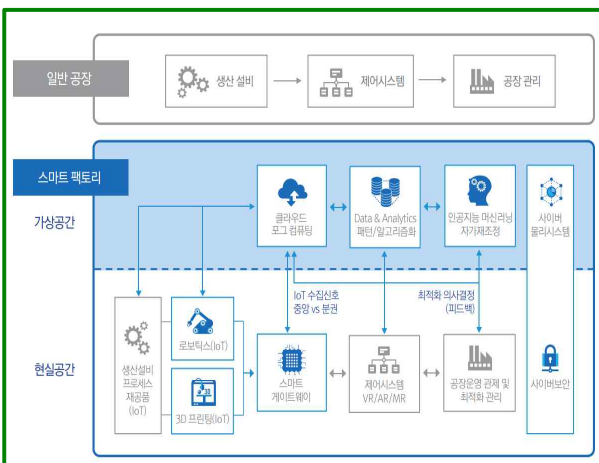 일반 공장
생산 설비
제어시스템
공장 관리
스마트 팩토리
가상공간
클라우드
포그 컴퓨팅
Data & Analytics
패턴/알고리즘화
인공지능 머신러닝
자가재조정
사이버
물리시스템
IoT 수집신호
중앙 vs 분권
최적화 의사결정
(피드백)
현실공간
생산설비
프로세스
재공품
(IoT)
로보틱스(IoT)
3D 프린팅(IoT)
스마트
게이트웨이
제어시스템
VR/AR/MR
공장운영 관제 및
최적화 관리
사이버보안